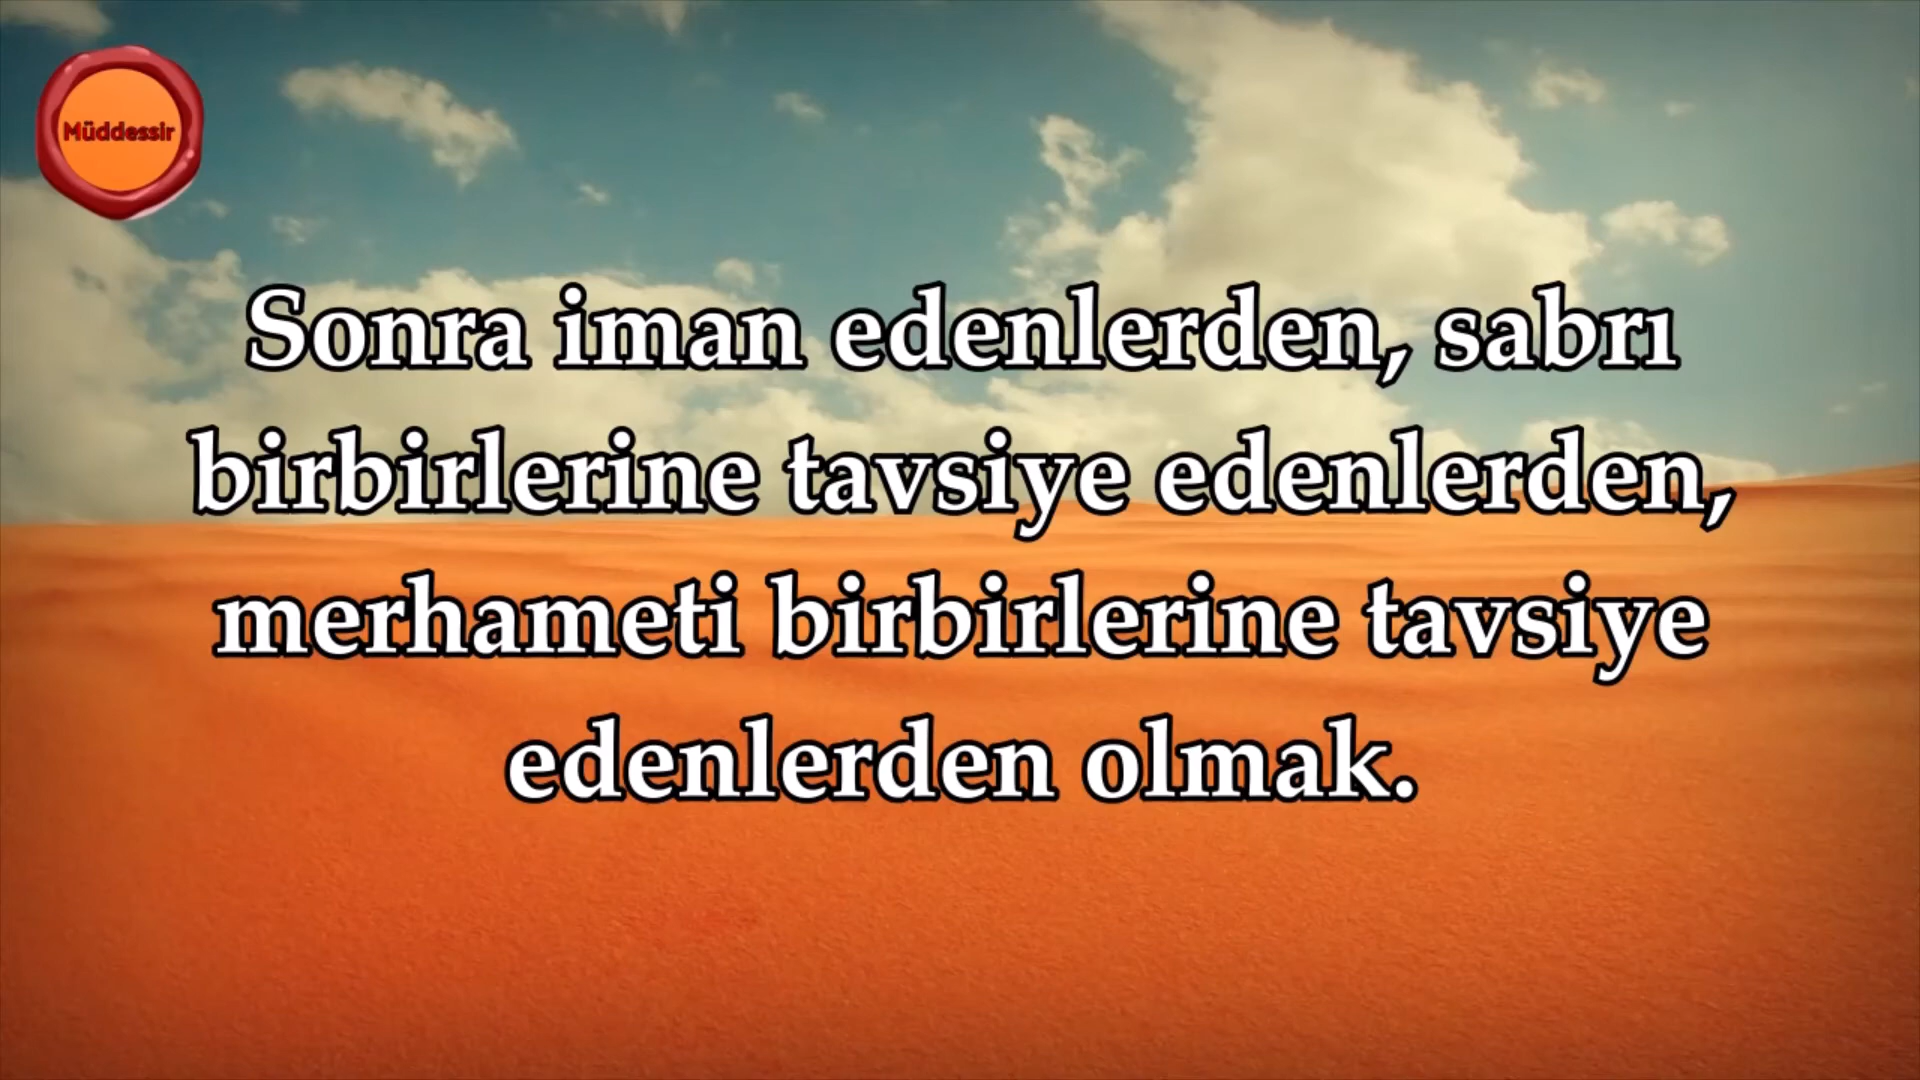 Müddessir
Sonra iman edenlerden, sabrı
birbirlerine tavsiye edenlerden,
merhameti birbirlerine tavsiye
edenlerden olmak.